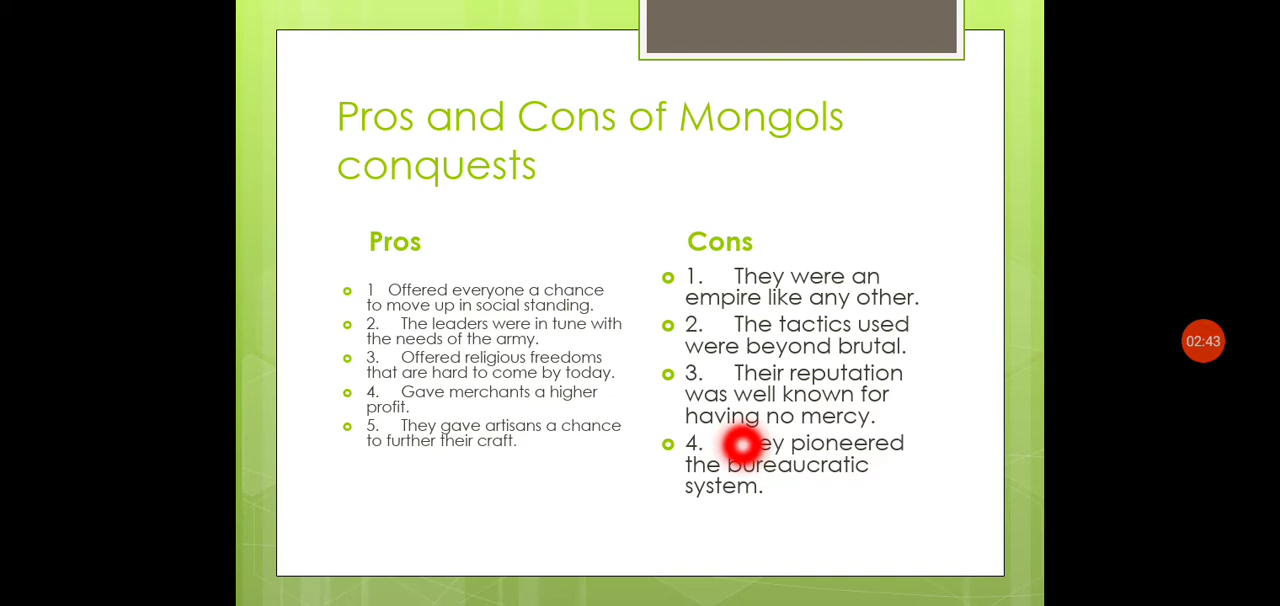 Pros and Cons of Mongols
conquests
Pros
1 Offered everyone a chance
to move up in social standing.
2. The leaders were in tune with
the needs of the army.
3. Offered religious freedoms
that are hard to come by today.
4. Gave merchants a higher
profit.
5. They gave artisans a chance
to further their craft.
Cons
1. They were an
empire like any other.
2. The tactics used
were beyond brutal.
3. Their reputation
was well known for
having no mercy.
4. They pioneered
the bureaucratic
system.
02:43